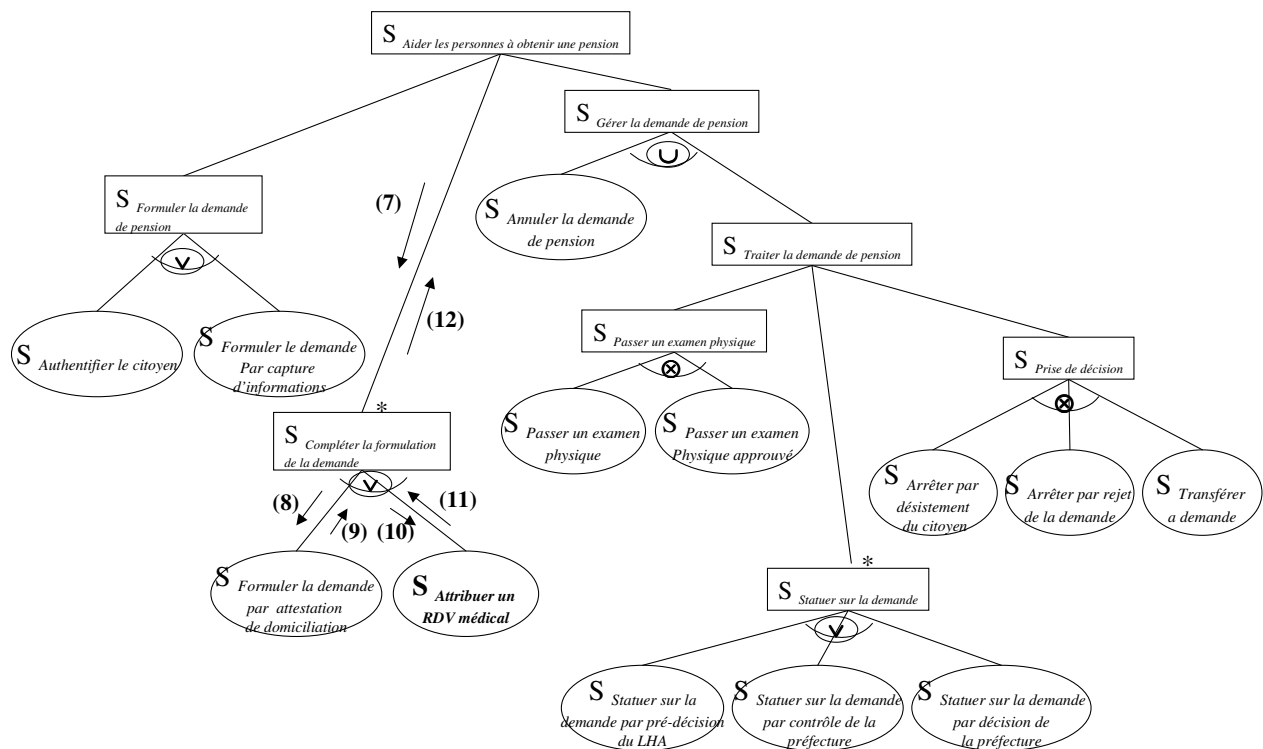 S Aider les personnes à obtenir une pension
S Gérer la demande de pension
∪
S Formuler la demande
de pension
v
(7)
S Annuler la demande
de pension
S Traiter la demande de pension
(12)
S Authentifier le citoyen
S Formuler le demande
Par capture
d'informations
S Passer un examen physique
⊗
S Prise de décision
⊗
*
S Compléter la formulation
de la demande
v
S Passer un examen
physique
S Passer un examen
Physique approuvé
(8)
(9)
(10)
(11)
S Arrêter par
désistement
du citoyen
S Arrêter par rejet
de la demande
S Transférer
a demande
S Formuler la demande
par attestation
de domiciliation
S Attribuer un
RDV médical
*
S Statuer sur la demande
v
S Statuer sur la
demande par pré-décision
du LHA
S Statuer sur la demande
par contrôle de la
préfecture
S Statuer sur la demande
par décision de
la préfecture